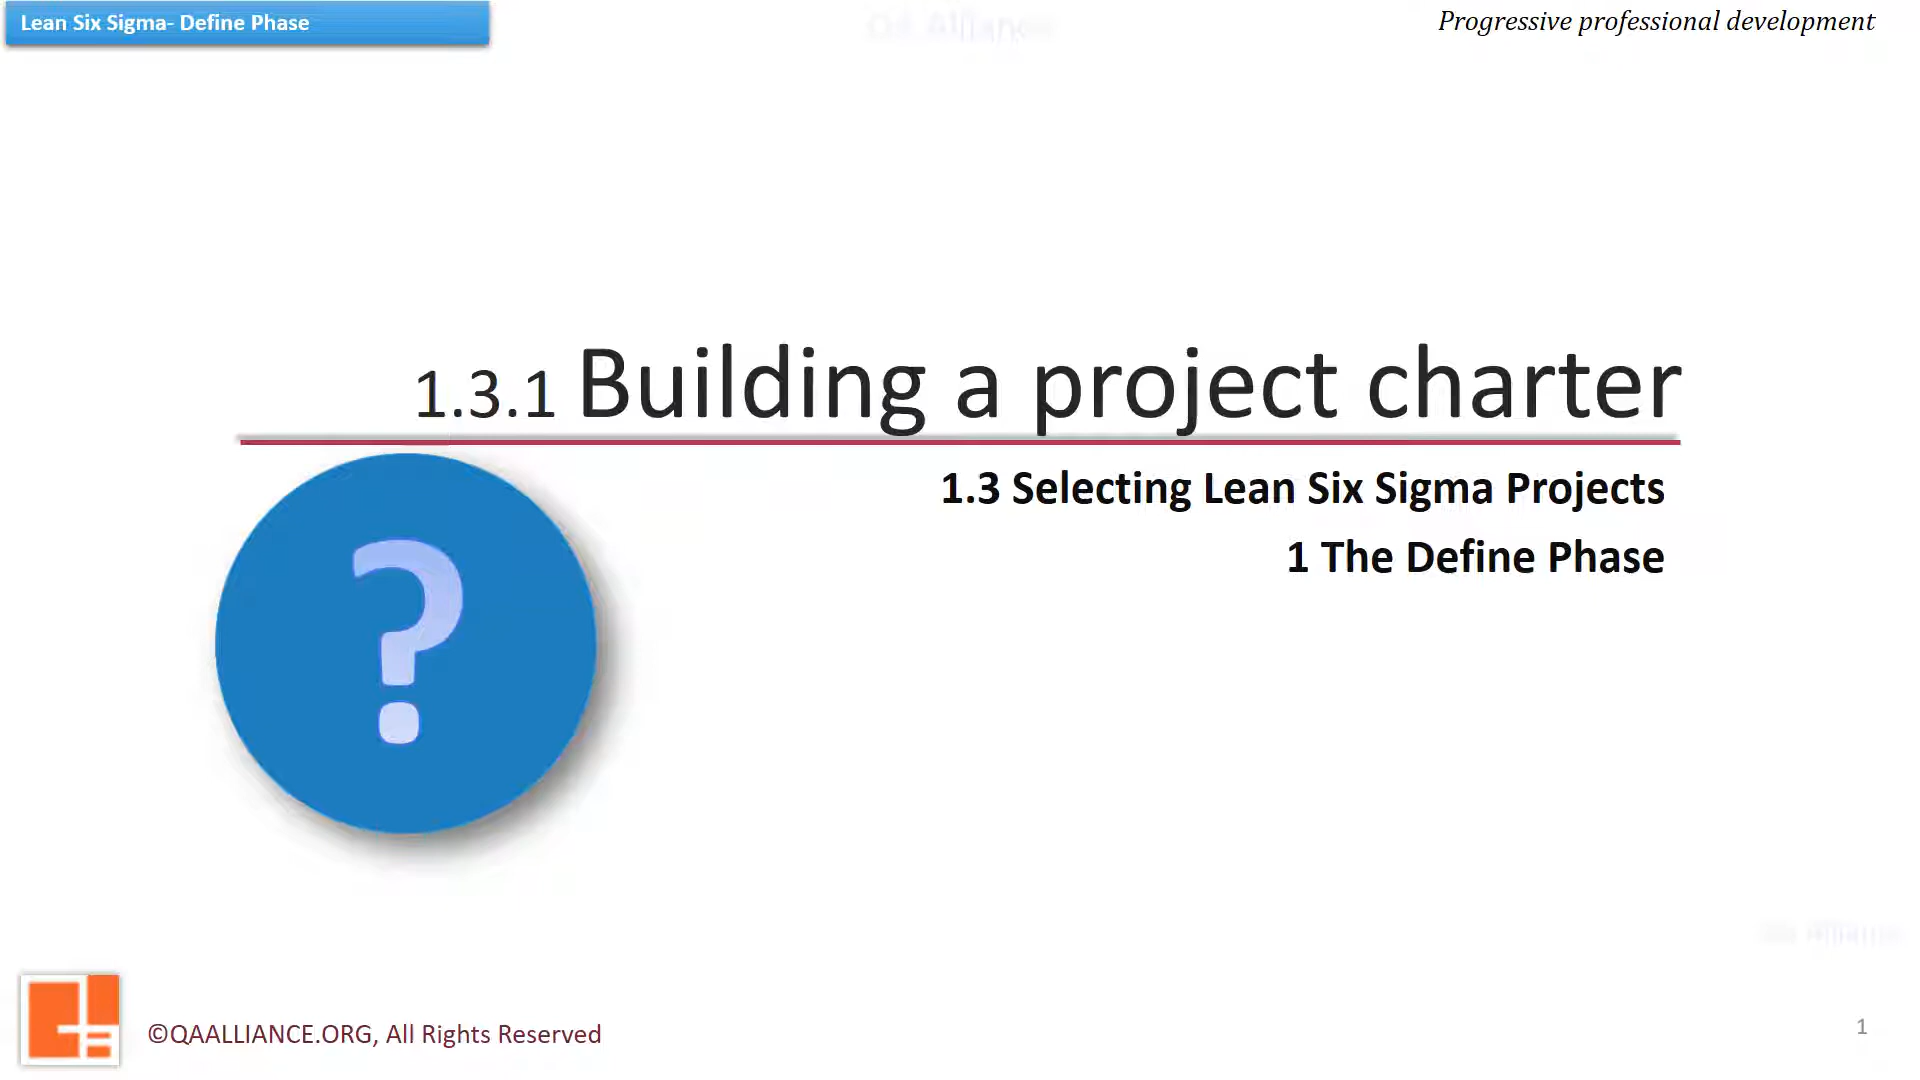 Lean Six Sigma- Define Phase
Progressive professional development
1.3.1 Building a project charter
1.3 Selecting Lean Six Sigma Projects
1 The Define Phase
?
©QAALLIANCE.ORG, All Rights Reserved
1